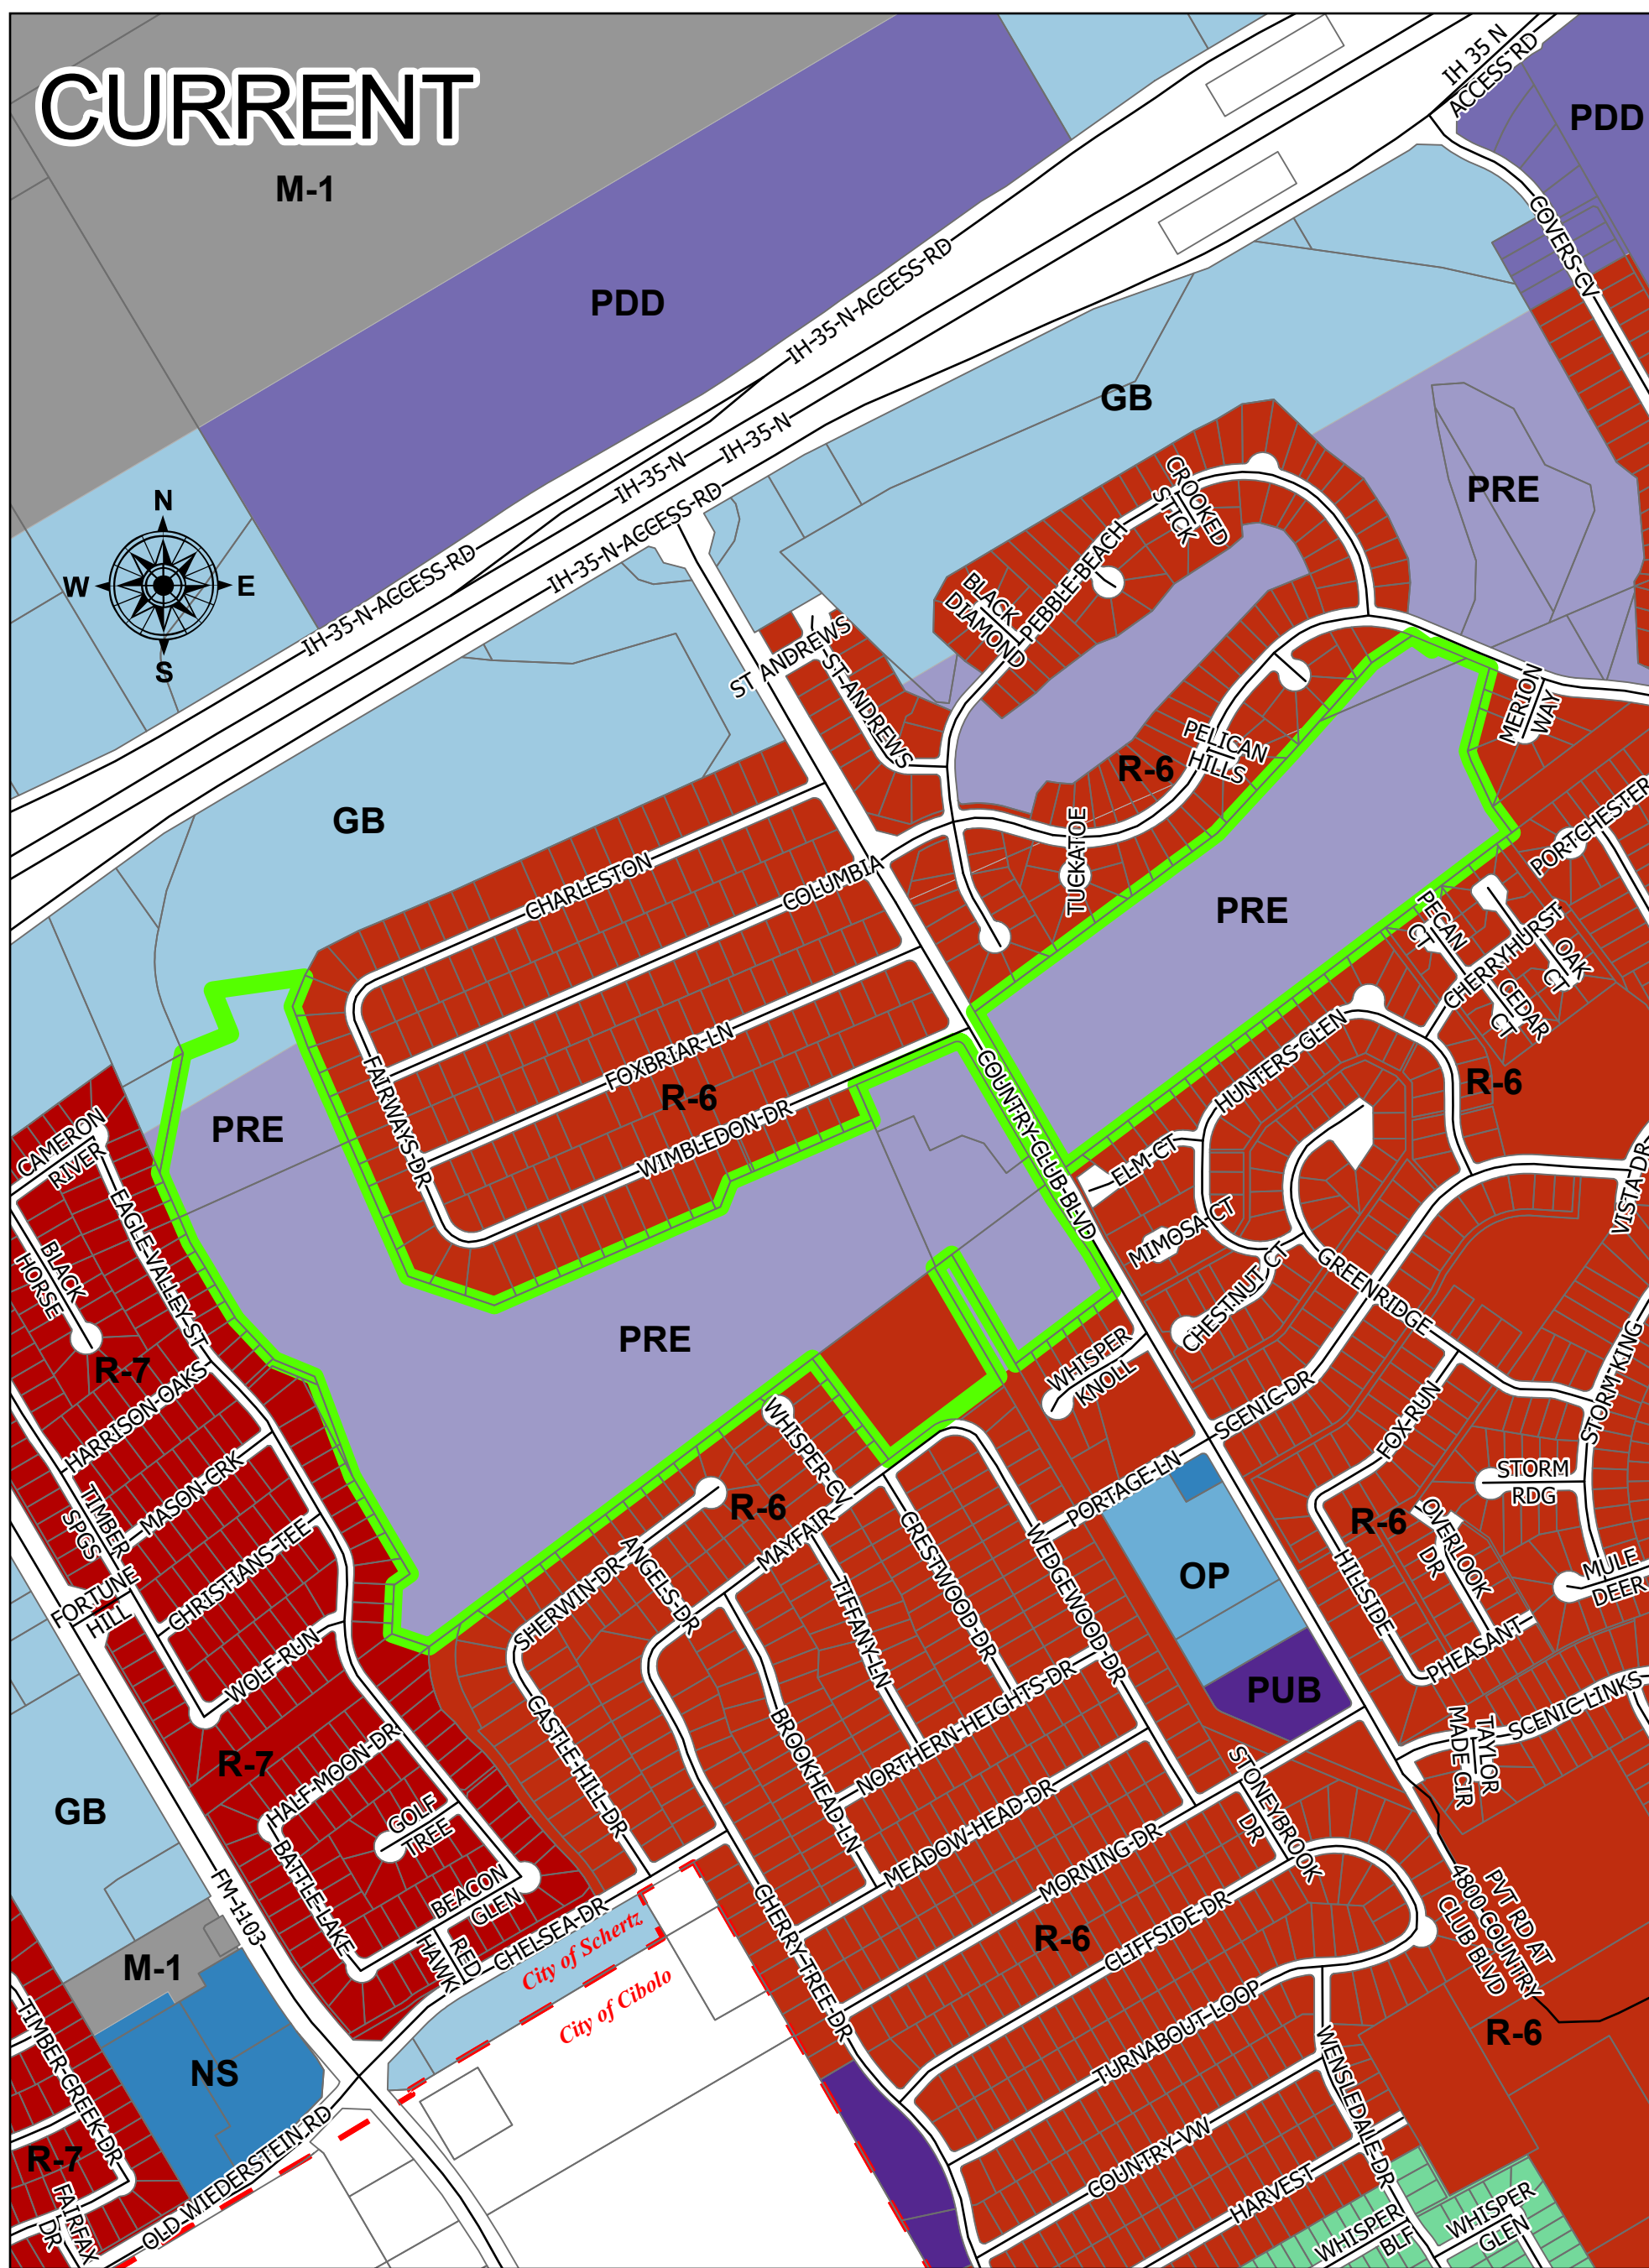 CURRENT
M-1
PDD
PDD
IH 35 N
ACCESS RD
COVERS CV
IH-35-N-ACCESS-RD
IH-35-N
IH-35-N
IH-35-N-ACCESS-RD
IH-35-N-ACCESS-RD
GB
PRE
N
W
E
S
CROOKED
STICK
PEBBLE-BEACH
BLACK
DIAMOND
ST ANDREWS
ST-ANDREWS
MERION
WAY
PELICAN
HILLS
R-6
TUCKATOE
PORTCHESTER
GB
CHARLESTON
COLUMBIA
PRE
PECAN
CT
CHERRYHURST
OAK
CT
CEDAR
CT
FOXBRIAR-LN
FAIRWAYS-DR
R-6
WIMBLEDON-DR
COUNTRY-CLUB-BLVD
HUNTERS-GLEN
R-6
PRE
CAMERON
RIVER
ELM-CT
VISTA-DR
EAGLE-VALLEY-ST
MIMOSA CT
BLACK
HORSE
CHESTNUT CT
GREENRIDGE
PRE
R-7
HARRISON-OAKS
WHISPER
KNOLL
SCENIC-DR
STORM-KING
FOX-RUN
WHISPER-CV
MASON-CRK
TIMBER
SPGS
PORTAGE-LN
STORM
RDG
R-6
R-6
MAYFAIR
CRESTWOOD-DR
WEDGEWOOD-DR
OVERLOOK
DR
CHRISTIANS-TEE
ANGELS-DR
SHERWIN-DR
OP
HILLSIDE
MULE
DEER
FORTUNE
HILL
TIFFANY-LN
WOLF-RUN
PHEASANT
PUB
NORTHERN-HEIGHTS-DR
CASTLE-HILL-DR
BROOKHEAD-LN
SCENIC-LINKS
TAYLOR
MADE CIR
R-7
HALF-MOON-DR
GOLF
TREE
GB
STONEYBROOK
DR
MEADOW-HEAD-DR
MORNING-DR
BATTLE-LAKE
BEACON
GLEN
FM-1103
RED
HAWK
CHELSEA-DR
CHERRY-TREE-DR
PVT RD AT
4800 COUNTRY
CLUB BLVD
City of Schertz
City of Cibolo
R-6
CLIFFSIDE-DR
M-1
TURNABOUT-LOOP
R-6
TIMBER-CREEK-DR
NS
WENSLEDALE-DR
COUNTRY-VW
R-7
OLD-WIEDERSTEIN-RD
HARVEST
FAIRFAX
DR
WHISPER
BLF
WHISPER
GLEN